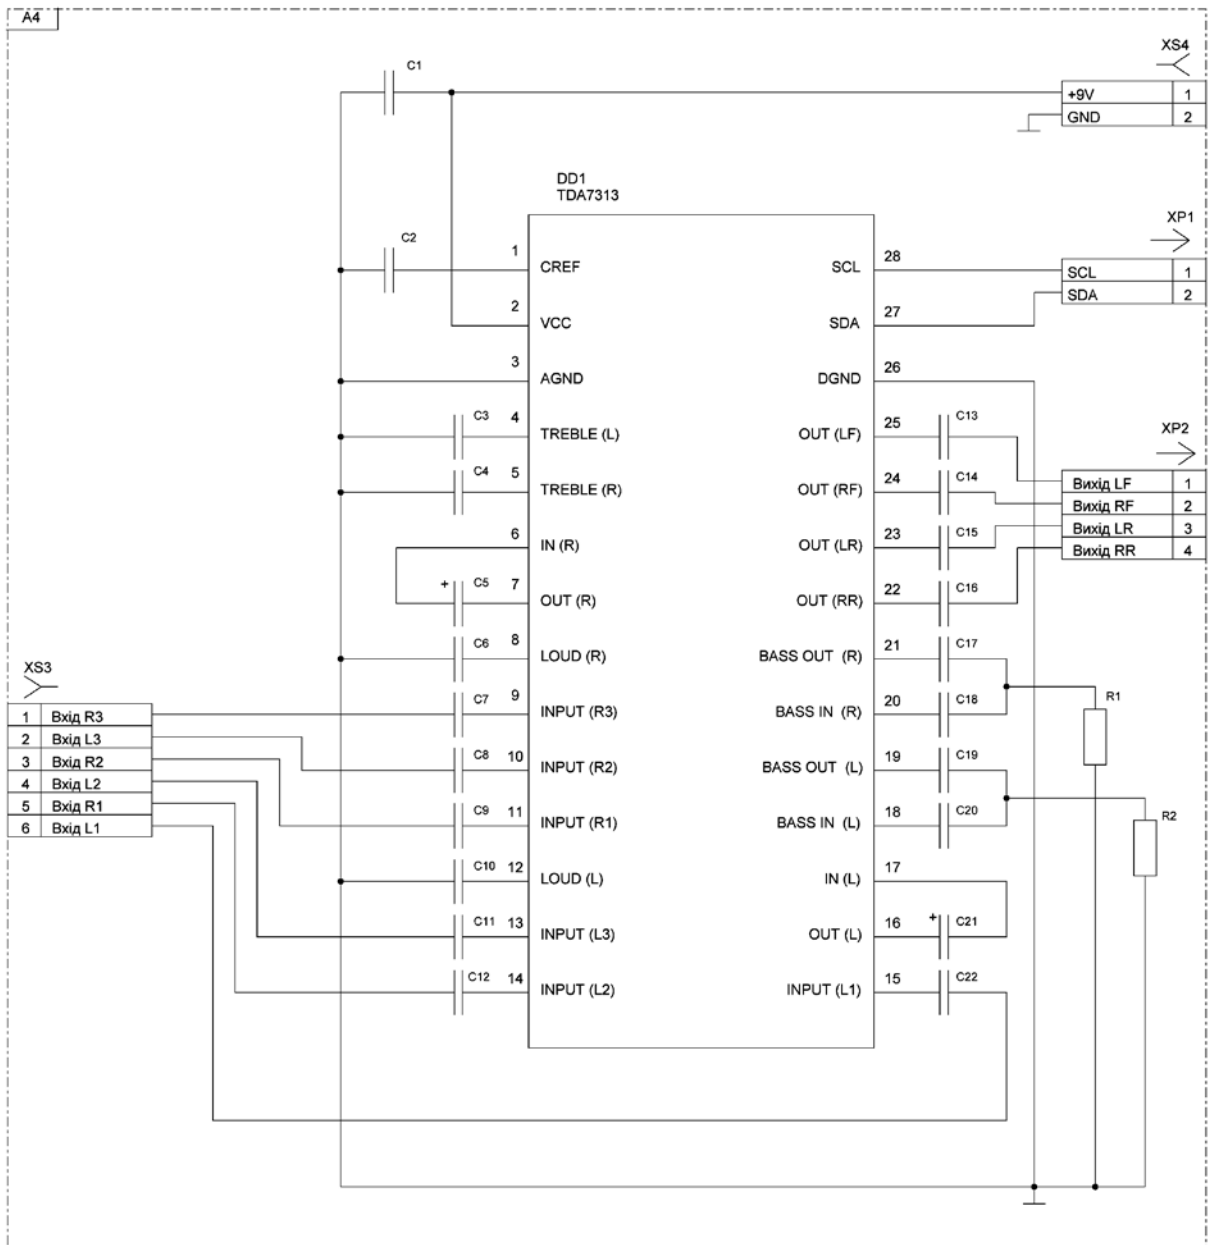 A4
XS4
C1
+9V 1
GND 2
DD1
TDA7313
XP1
C2
1 CREF
SCL 28
SCL 1
SDA 2
2 VCC
SDA 27
3 AGND
DGND 26
C3 4 TREBLE (L)
OUT (LF) 25 C13
XP2
C4 5 TREBLE (R)
OUT (RF) 24 C14
Вихід LF 1
Вихід RF 2
Вихід LR 3
Вихід RR 4
6 IN (R)
OUT (LR) 23 C15
+ C5 7 OUT (R)
OUT (RR) 22 C16
C6 8 LOUD (R)
BASS OUT (R) 21 C17
XS3
1 Вхід R3
2 Вхід L3
3 Вхід R2
4 Вхід L2
5 Вхід R1
6 Вхід L1
C7 9 INPUT (R3)
BASS IN (R) 20 C18
R1
C8 10 INPUT (R2)
BASS OUT (L) 19 C19
C9 11 INPUT (R1)
BASS IN (L) 18 C20
R2
C10 12 LOUD (L)
IN (L) 17
C11 13 INPUT (L3)
OUT (L) 16 + C21
C12 14 INPUT (L2)
INPUT (L1) 15 C22